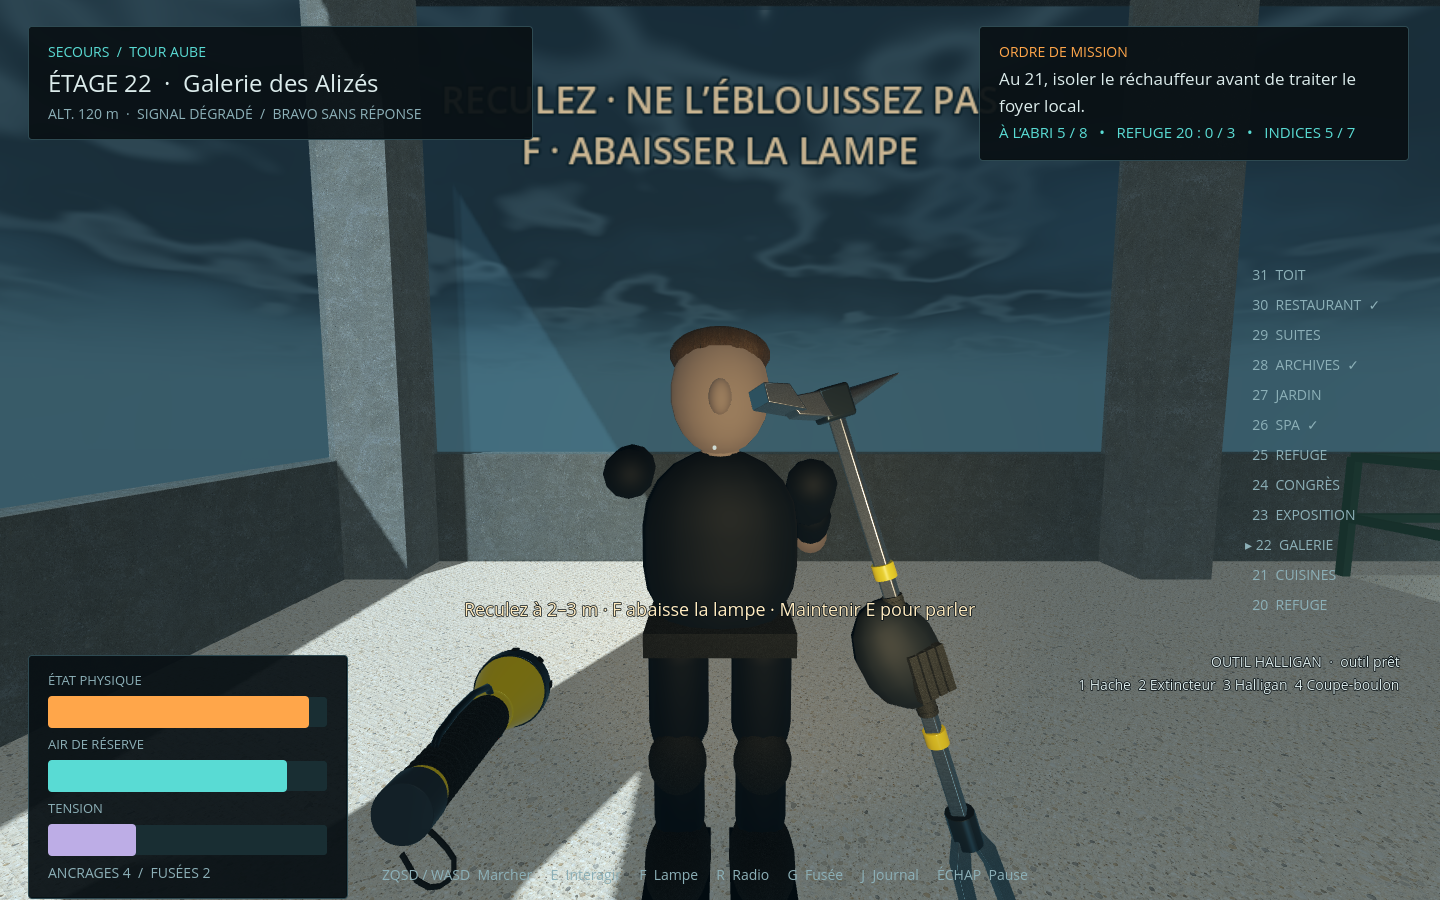 SECOURS / TOUR AUBE
ÉTAGE 22 · Galerie des Alizés
ALT. 120 m · SIGNAL DÉGRADÉ / BRAVO SANS RÉPONSE
RECULEZ · NE L’ÉBLOUISSEZ PAS
F · ABAISSER LA LAMPE
ORDRE DE MISSION
Au 21, isoler le réchauffeur avant de traiter le
foyer local.
À L’ABRI 5 / 8 • REFUGE 20 : 0 / 3 • INDICES 5 / 7
31 TOIT
30 RESTAURANT ✓
29 SUITES
28 ARCHIVES ✓
27 JARDIN
26 SPA ✓
25 REFUGE
24 CONGRÈS
23 EXPOSITION
▸ 22 GALERIE
21 CUISINES
20 REFUGE
Reculez à 2–3 m · F abaisse la lampe · Maintenir E pour parler
OUTIL HALLIGAN · outil prêt
1 Hache 2 Extincteur 3 Halligan 4 Coupe-boulon
ÉTAT PHYSIQUE
AIR DE RÉSERVE
TENSION
ANCRAGES 4 / FUSÉES 2
ZQSD / WASD Marcher E Interagir F Lampe R Radio G Fusée J Journal ÉCHAP Pause